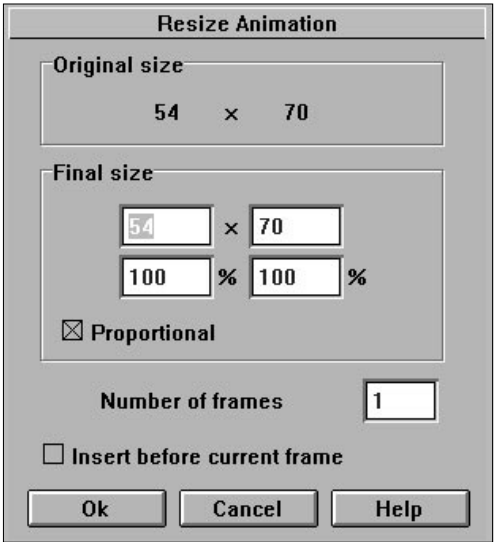 Resize Animation
Original size
54 × 70
Final size
54 × 70
100 % 100 %
Proportional
Number of frames 1
Insert before current frame
Ok Cancel Help